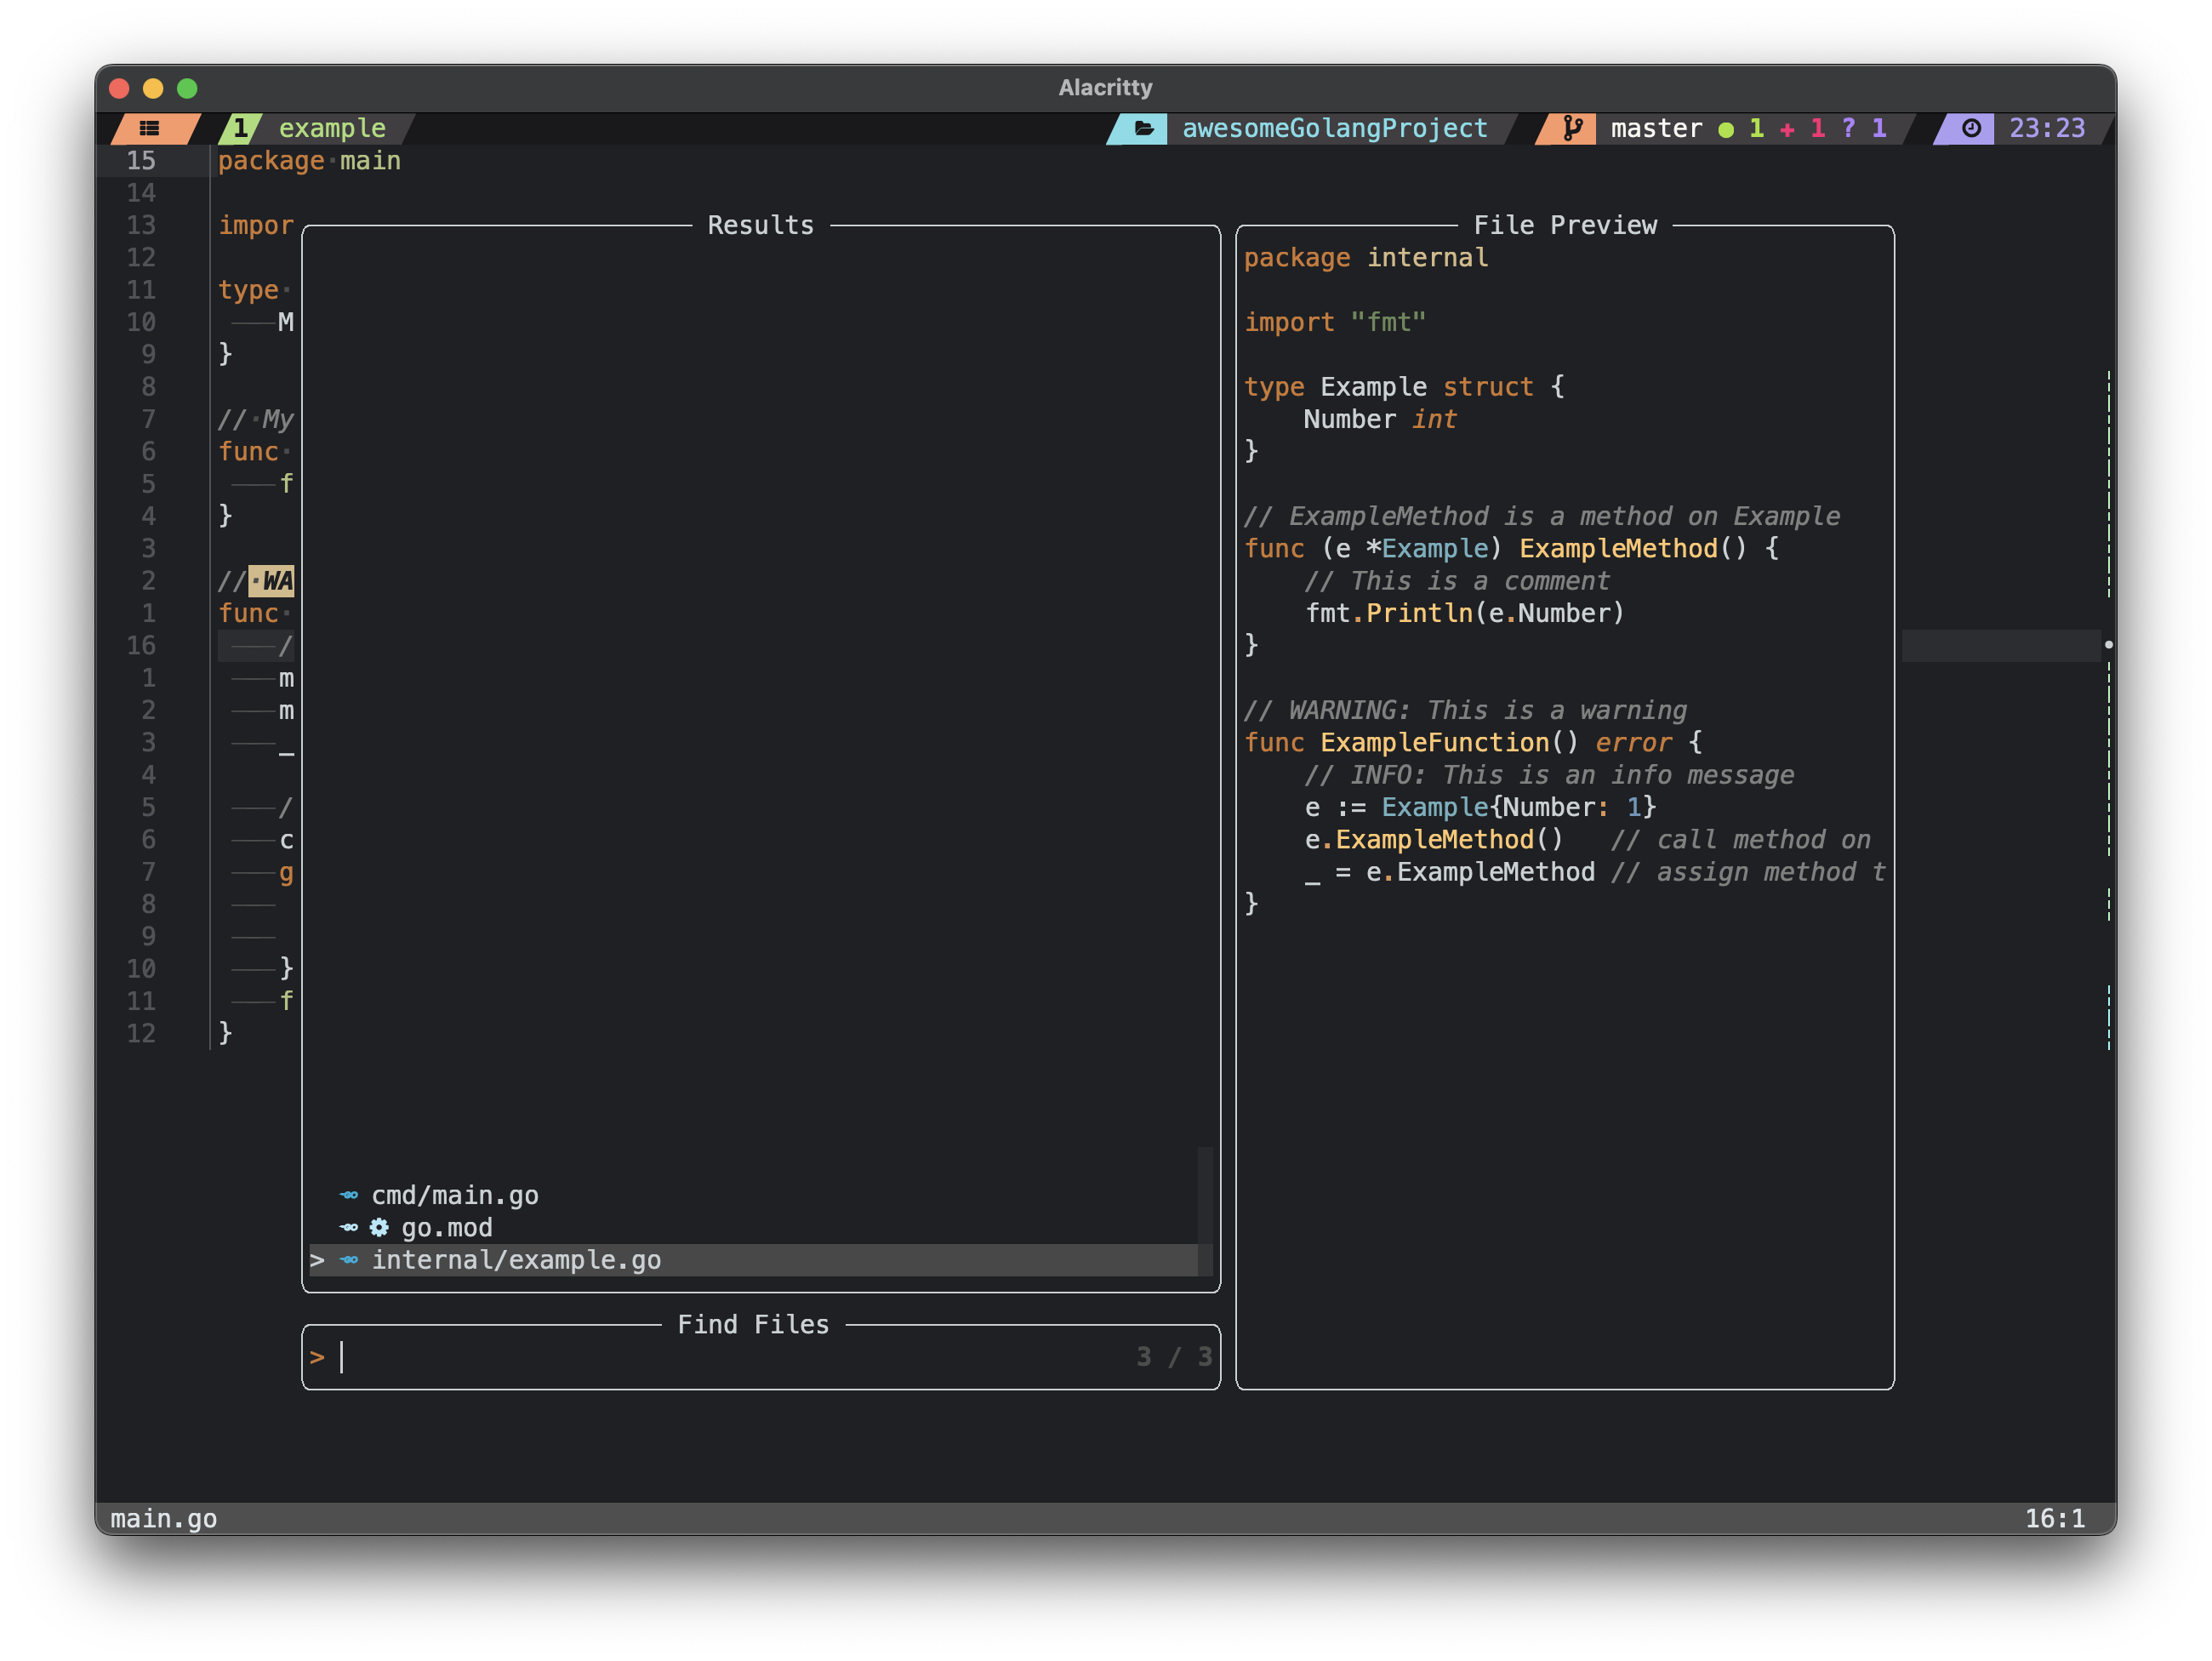 Alacritty
1 example
awesomeGolangProject master ● 1 + 1 ? 1 23:23
15 package·main
14
13 impor
12
11 type·
10 M
9 }
8
7 //·My
6 func·
5 f
4 }
3
2 //·WA
1 func·
16 /
1 m
2 m
3 _
4
5 /
6 c
7 g
8
9
10 }
11 f
12 }
Results
cmd/main.go
go.mod
> internal/example.go
Find Files
> 3 / 3
File Preview
package internal
import "fmt"
type Example struct {
    Number int
}
// ExampleMethod is a method on Example
func (e *Example) ExampleMethod() {
    // This is a comment
    fmt.Println(e.Number)
}
// WARNING: This is a warning
func ExampleFunction() error {
    // INFO: This is an info message
    e := Example{Number: 1}
    e.ExampleMethod()   // call method on
    _ = e.ExampleMethod // assign method t
}
main.go 16:1